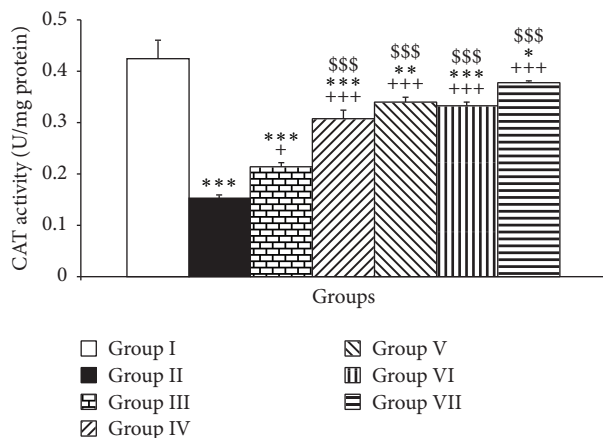 CAT activity (U/mg protein)
0.5
0.4
0.3
0.2
0.1
0
***
***
+
$$$
***
+++
$$$
**
+++
$$$
***
+++
$$$
*
+++
Groups
Group I
Group II
Group III
Group IV
Group V
Group VI
Group VII